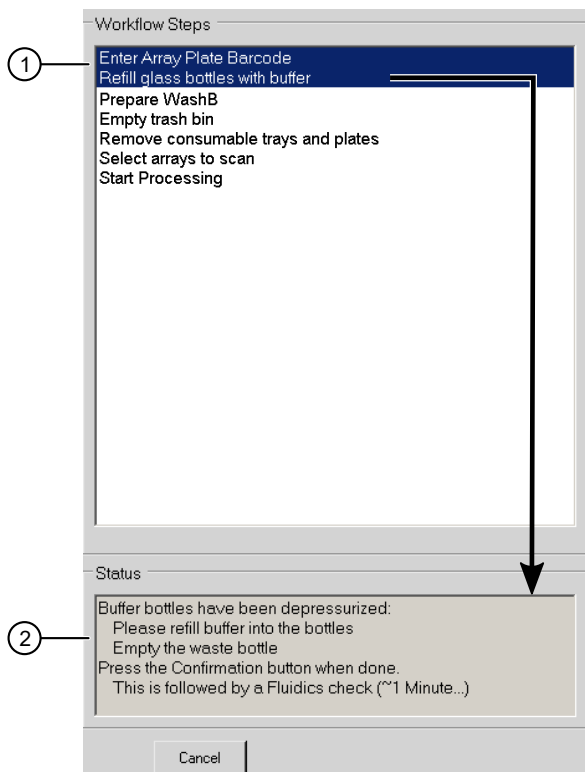 Workflow Steps
1
Enter Array Plate Barcode
Refill glass bottles with buffer
Prepare WashB
Empty trash bin
Remove consumable trays and plates
Select arrays to scan
Start Processing
Status
2
Buffer bottles have been depressurized:
Please refill buffer into the bottles
Empty the waste bottle
Press the Confirmation button when done.
This is followed by a Fluidics check (~1 Minute...)
Cancel